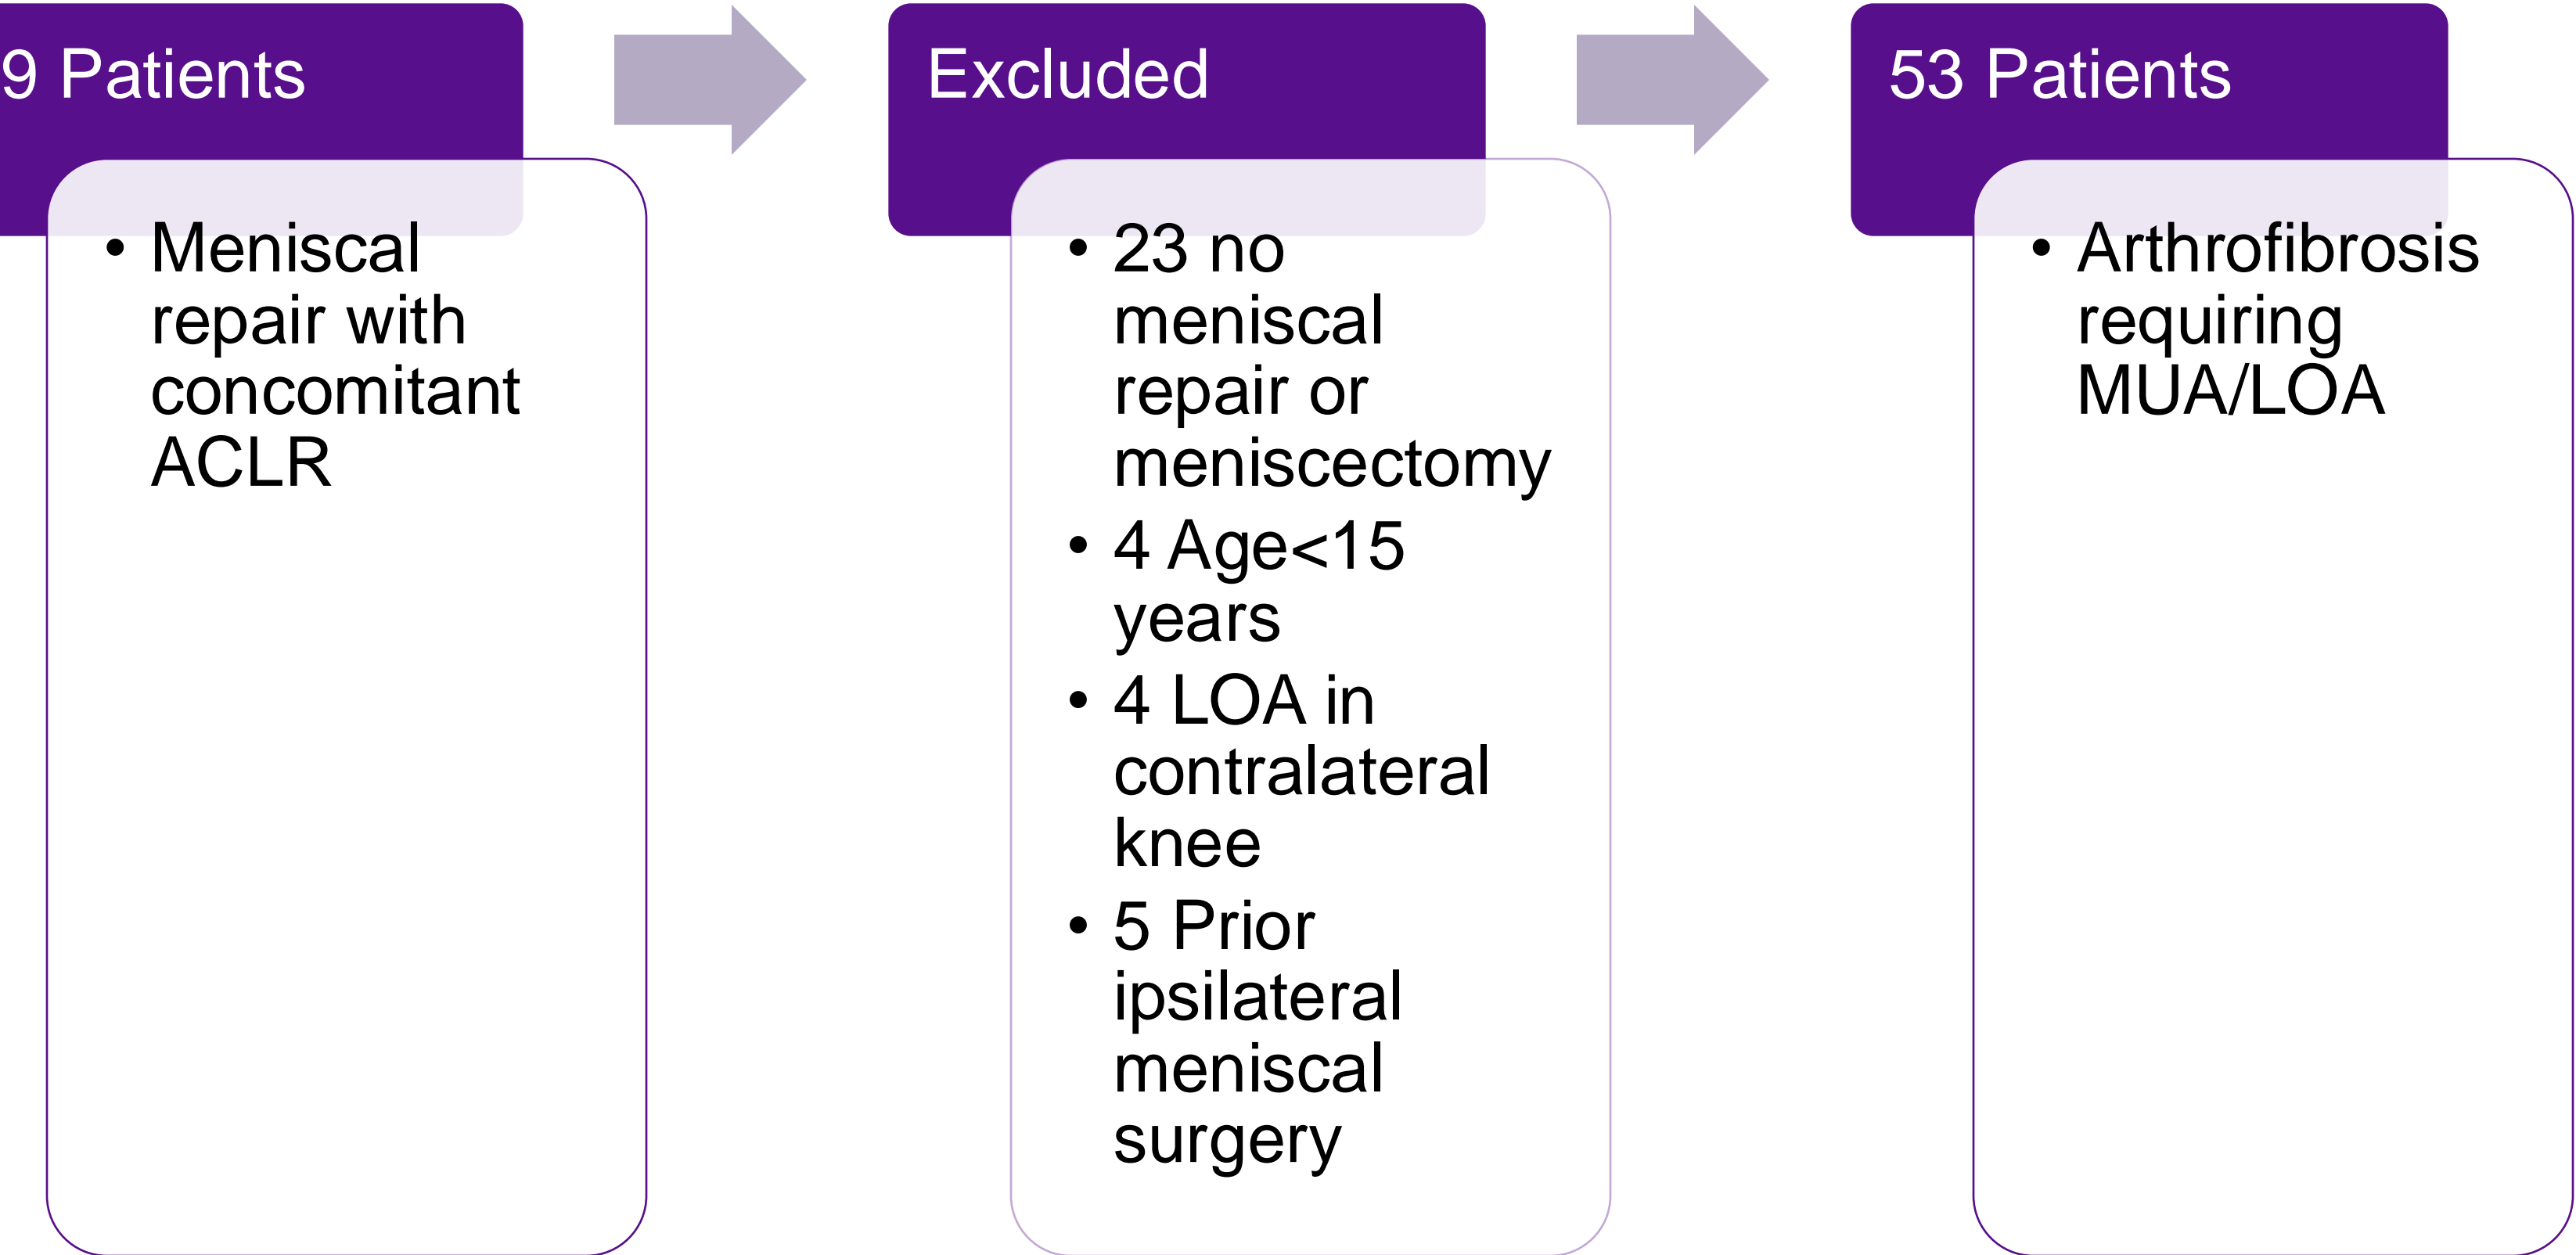 9 Patients
• Meniscal
repair with
concomitant
ACLR
Excluded
• 23 no
meniscal
repair or
meniscectomy
• 4 Age<15
years
• 4 LOA in
contralateral
knee
• 5 Prior
ipsilateral
meniscal
surgery
53 Patients
• Arthrofibrosis
requiring
MUA/LOA